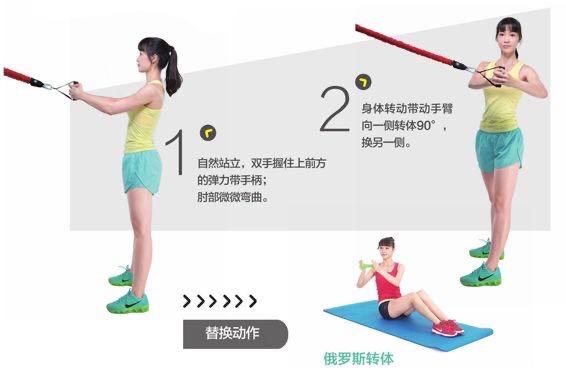 1
自然站立，双手握住上前方
的弹力带手柄；
肘部微微弯曲。
2
身体转动带动手臂
向一侧转体90°，
换另一侧。
替换动作
俄罗斯转体